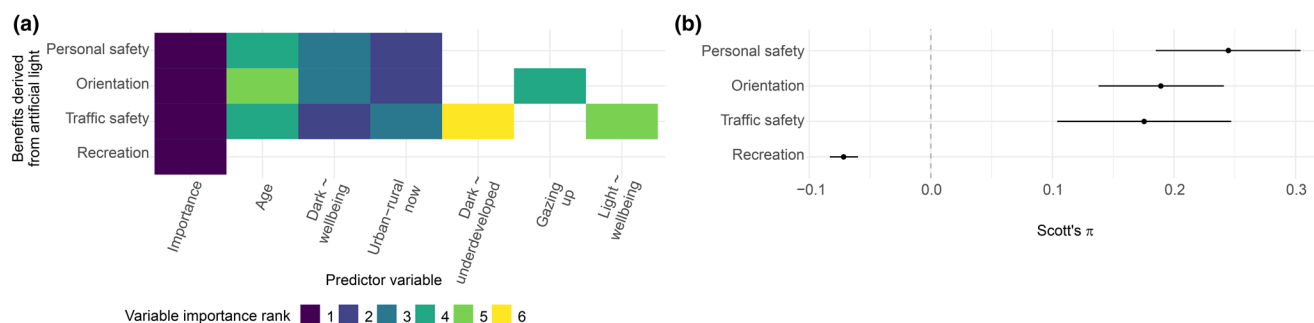 (a)
Benefits derived
from artificial light
Personal safety
Orientation
Traffic safety
Recreation
Importance
Age
Dark ~
wellbeing
Urban−rural
now
Dark ~
underdeveloped
Gazing
up
Light ~
wellbeing
Predictor variable
Variable importance rank 1 2 3 4 5 6
(b)
Personal safety
Orientation
Traffic safety
Recreation
−0.1 0.0 0.1 0.2 0.3
Scott's π